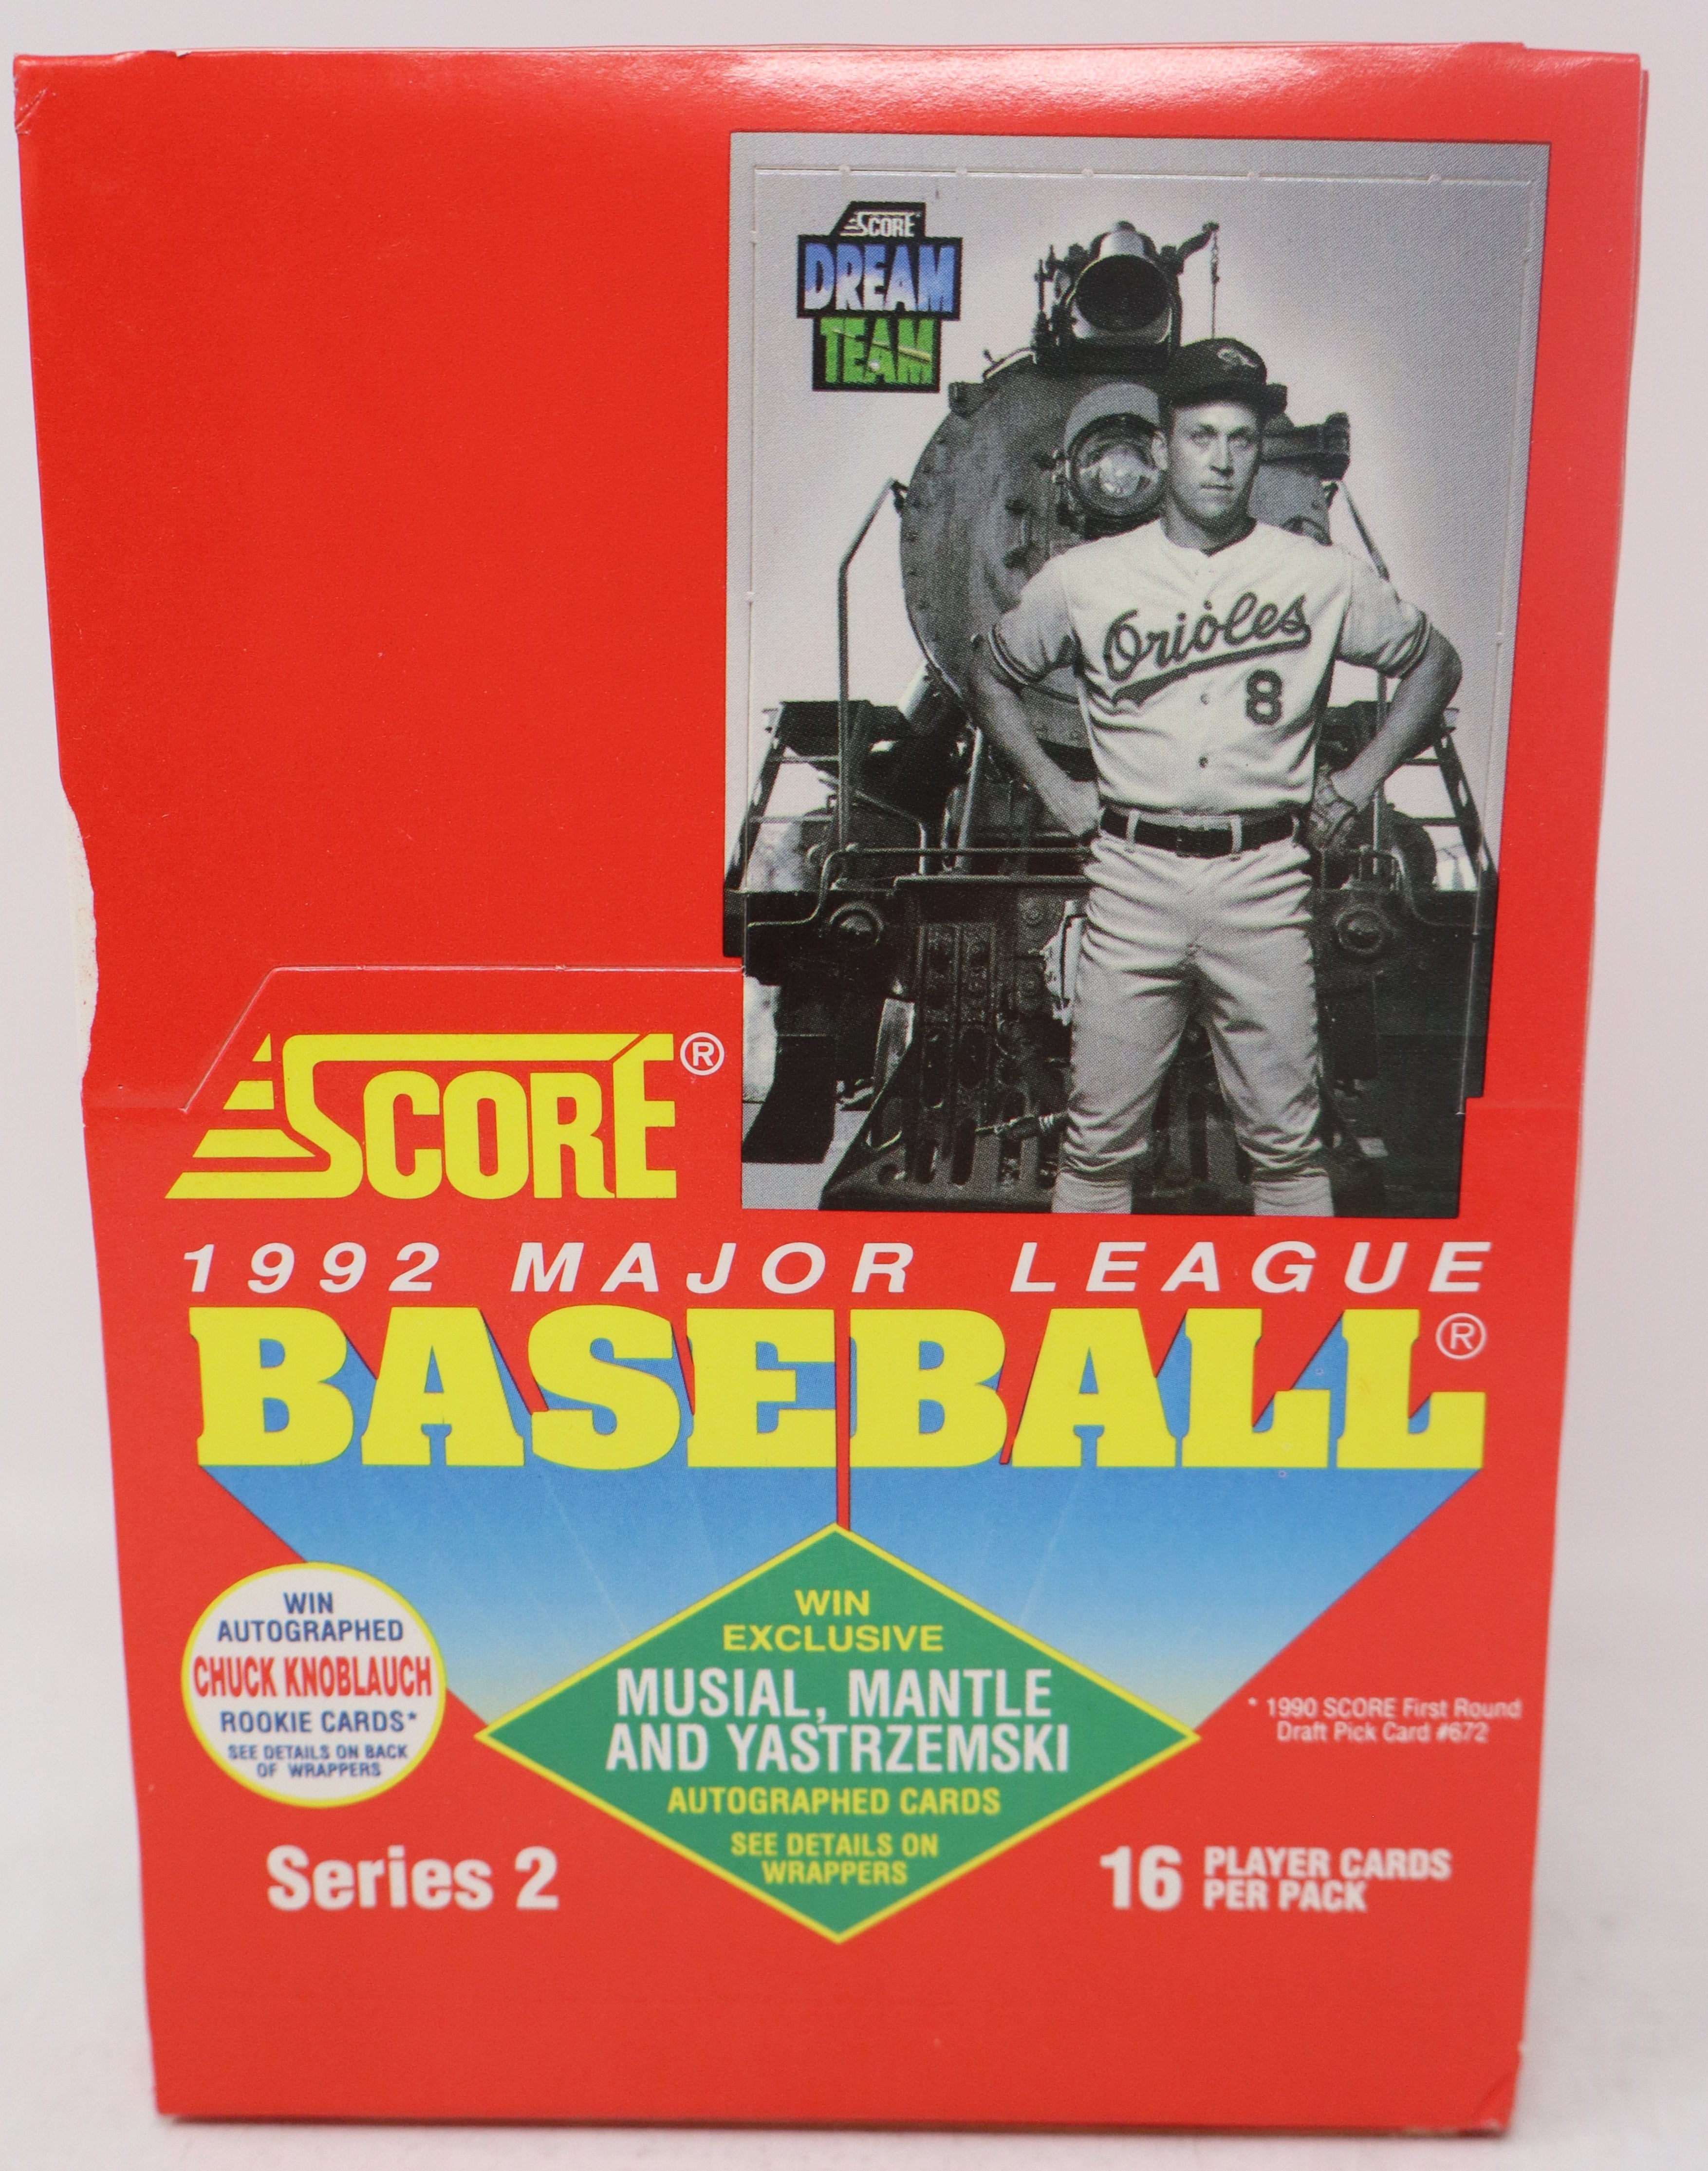 SCORE
DREAM
TEAM
Orioles
8
SCORE®
1992 MAJOR LEAGUE
BASEBALL®
WIN
AUTOGRAPHED
CHUCK KNOBLAUCH
ROOKIE CARDS*
SEE DETAILS ON BACK
OF WRAPPERS
WIN
EXCLUSIVE
MUSIAL, MANTLE
AND YASTRZEMSKI
AUTOGRAPHED CARDS
SEE DETAILS ON
WRAPPERS
* 1990 SCORE First Round
Draft Pick Card #672
Series 2
16 PLAYER CARDS
PER PACK